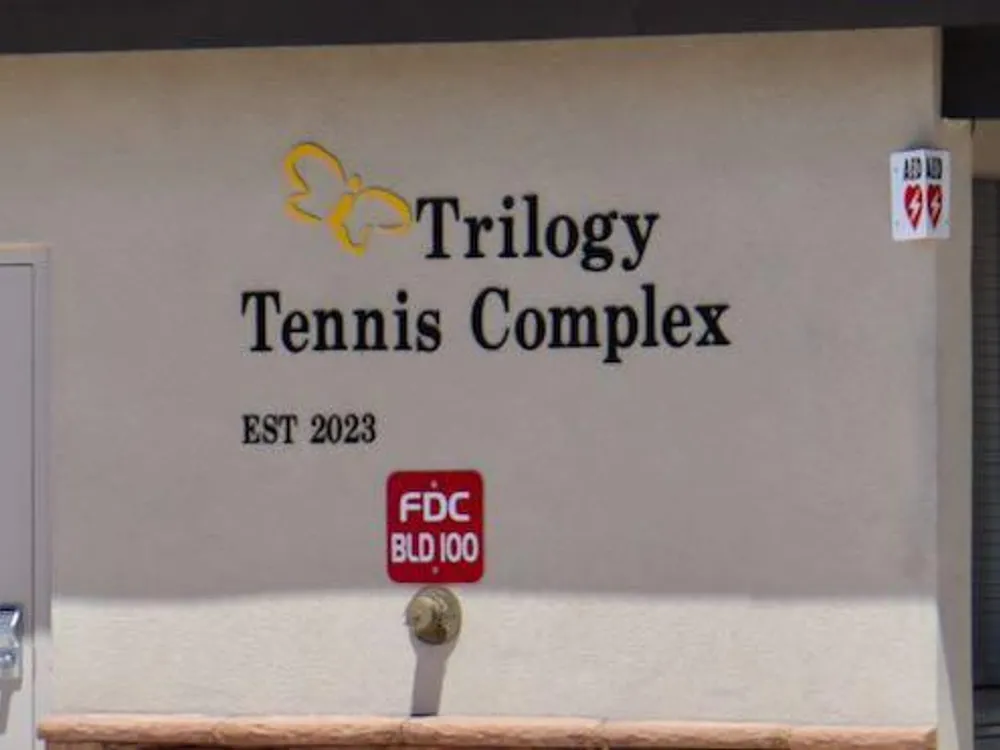 Trilogy
Tennis Complex
EST 2023
FDC
BLD 100
AED AED